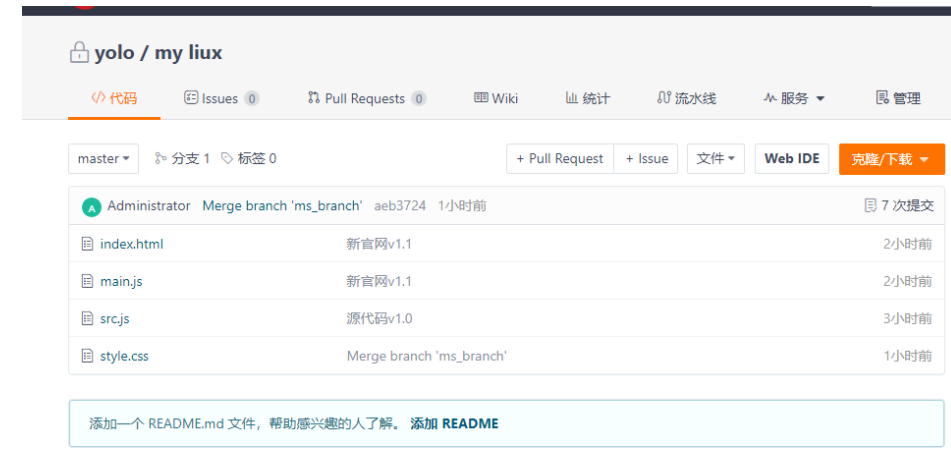 yolo / my liux
</> 代码 Issues 0 Pull Requests 0 Wiki 统计 流水线 服务 管理
master 分支 1 标签 0 + Pull Request + Issue 文件 Web IDE 克隆/下载
A Administrator Merge branch 'ms_branch' aeb3724 1小时前 7 次提交
index.html 新官网v1.1 2小时前
main.js 新官网v1.1 2小时前
src.js 源代码v1.0 3小时前
style.css Merge branch 'ms_branch' 1小时前
添加一个 README.md 文件，帮助感兴趣的人了解。 添加 README